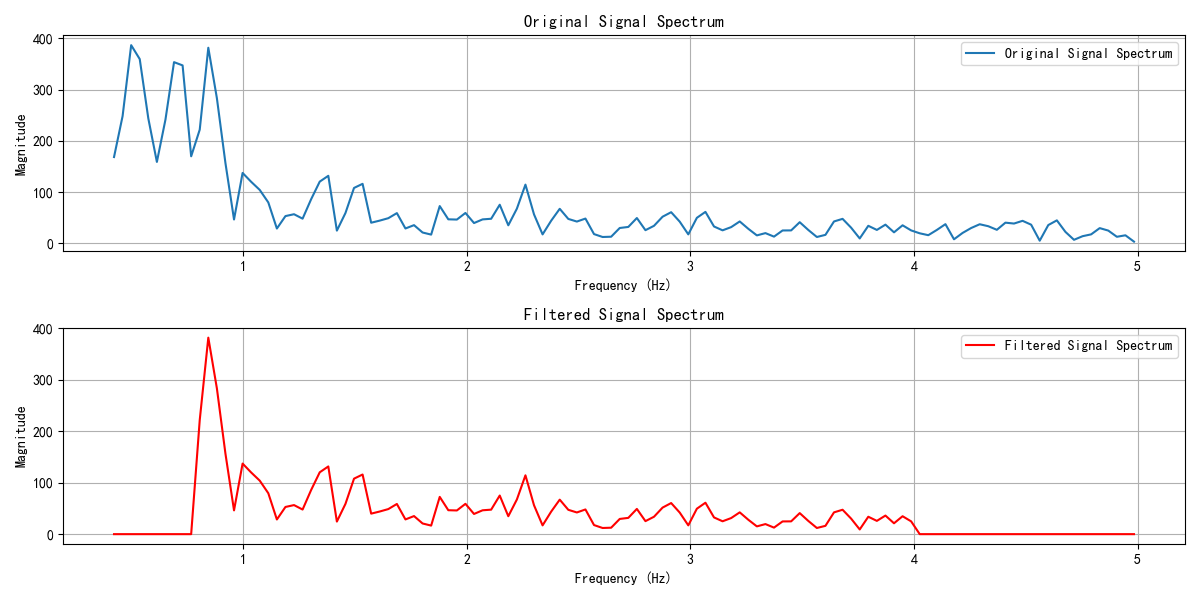 Original Signal Spectrum
400
300
200
100
0
Magnitude
Original Signal Spectrum
1 2 3 4 5
Frequency (Hz)
Filtered Signal Spectrum
400
300
200
100
0
Magnitude
Filtered Signal Spectrum
1 2 3 4 5
Frequency (Hz)